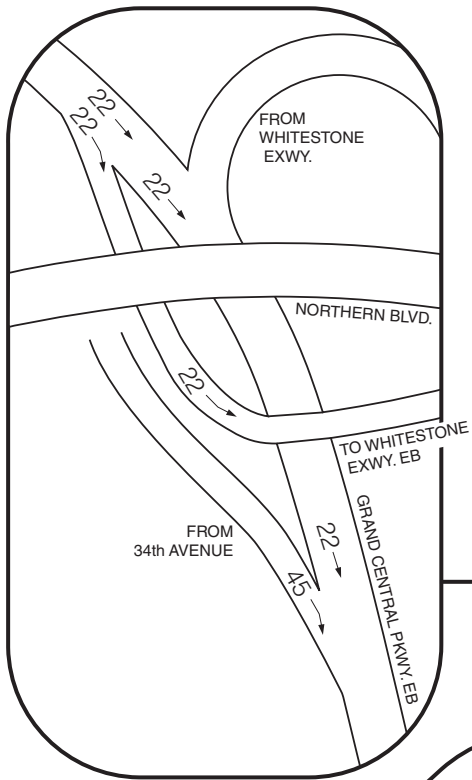 22
22
FROM
WHITESTONE
EXWY.
22
NORTHERN BLVD.
22
TO WHITESTONE
EXWY. EB
GRAND CENTRAL PKWY. EB
FROM
34th AVENUE
22
45